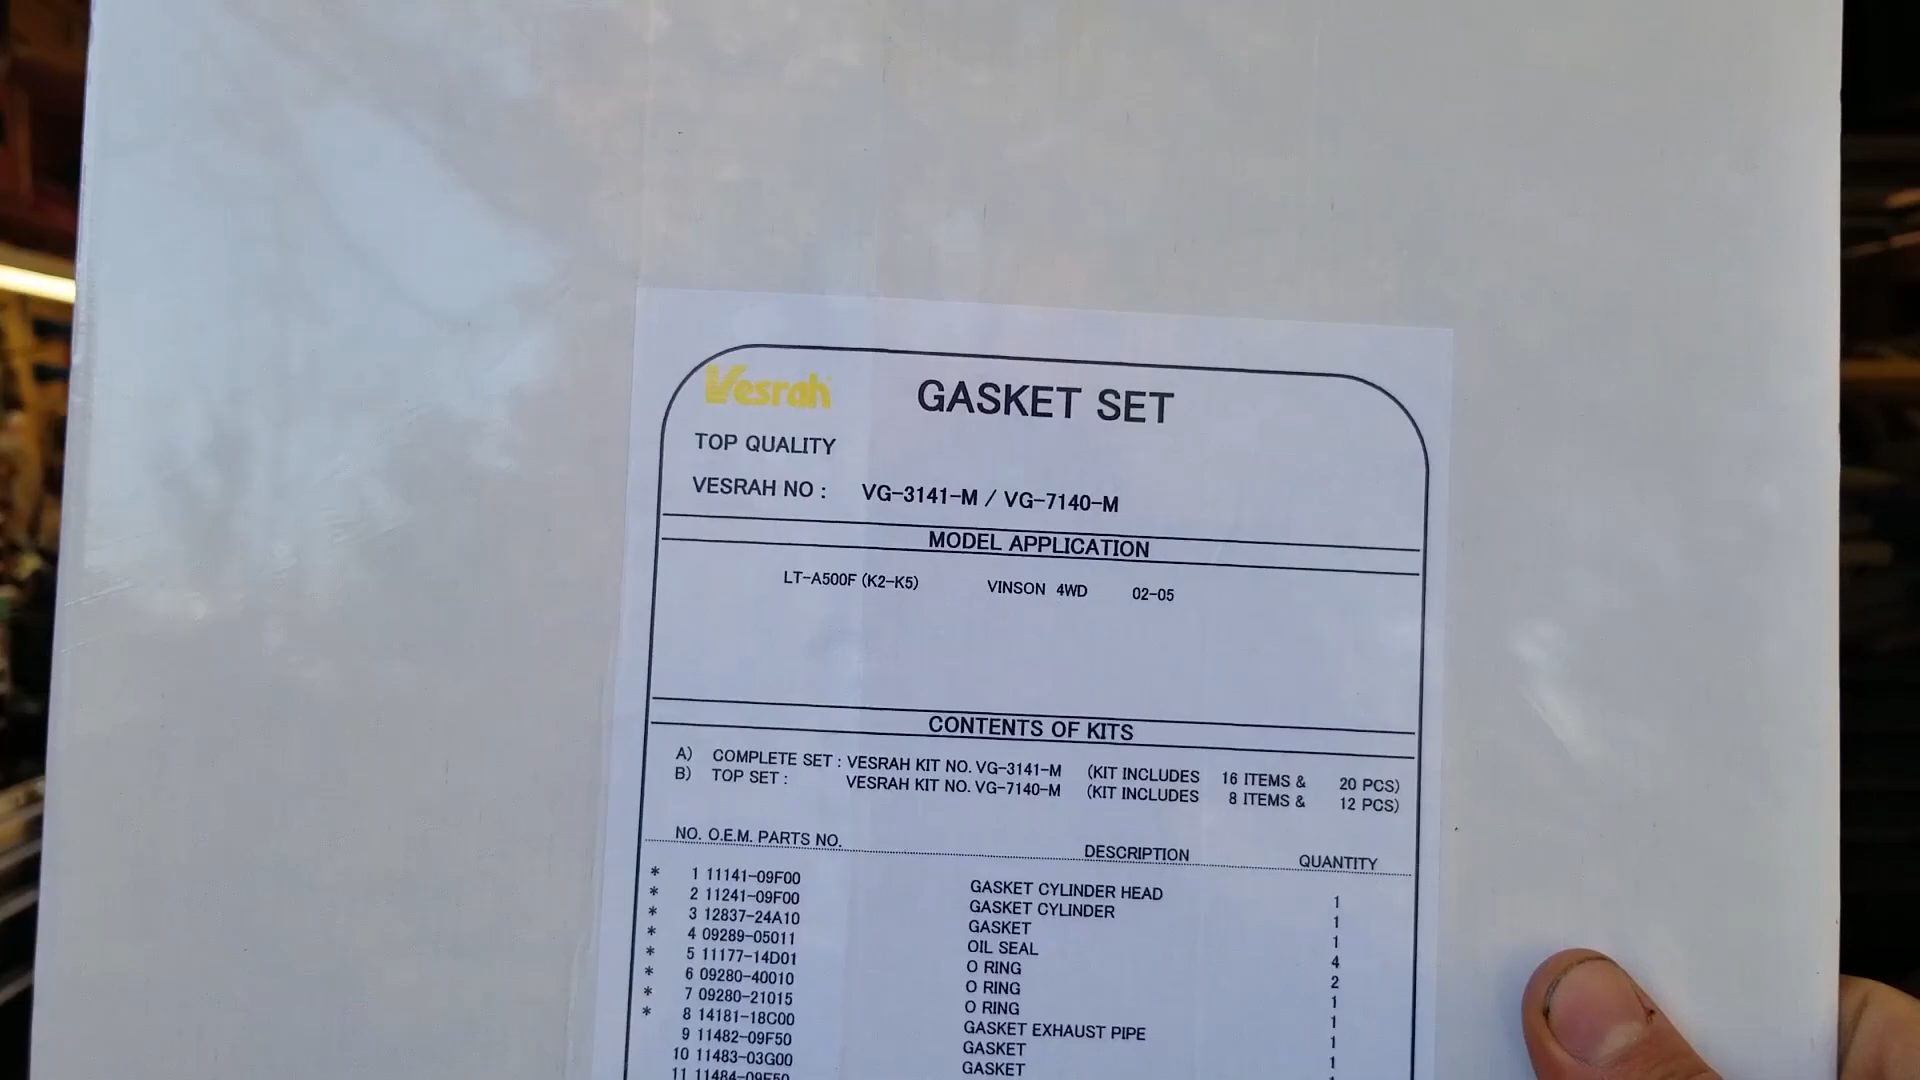 Vesrah GASKET SET
TOP QUALITY
VESRAH NO : VG-3141-M / VG-7140-M
MODEL APPLICATION
LT-A500F (K2-K5) VINSON 4WD 02-05
CONTENTS OF KITS
A) COMPLETE SET : VESRAH KIT NO. VG-3141-M (KIT INCLUDES 16 ITEMS & 20 PCS)
B) TOP SET : VESRAH KIT NO. VG-7140-M (KIT INCLUDES 8 ITEMS & 12 PCS)
NO. O.E.M. PARTS NO. DESCRIPTION QUANTITY
* 1 11141-09F00 GASKET CYLINDER HEAD 1
* 2 11241-09F00 GASKET CYLINDER 1
* 3 12837-24A10 GASKET 1
* 4 09289-05011 OIL SEAL 4
* 5 11177-14D01 O RING 2
* 6 09280-40010 O RING 1
* 7 09280-21015 O RING 1
* 8 14181-18C00 GASKET EXHAUST PIPE 1
9 11482-09F50 GASKET 1
10 11483-03G00 GASKET
11 11484-09F50